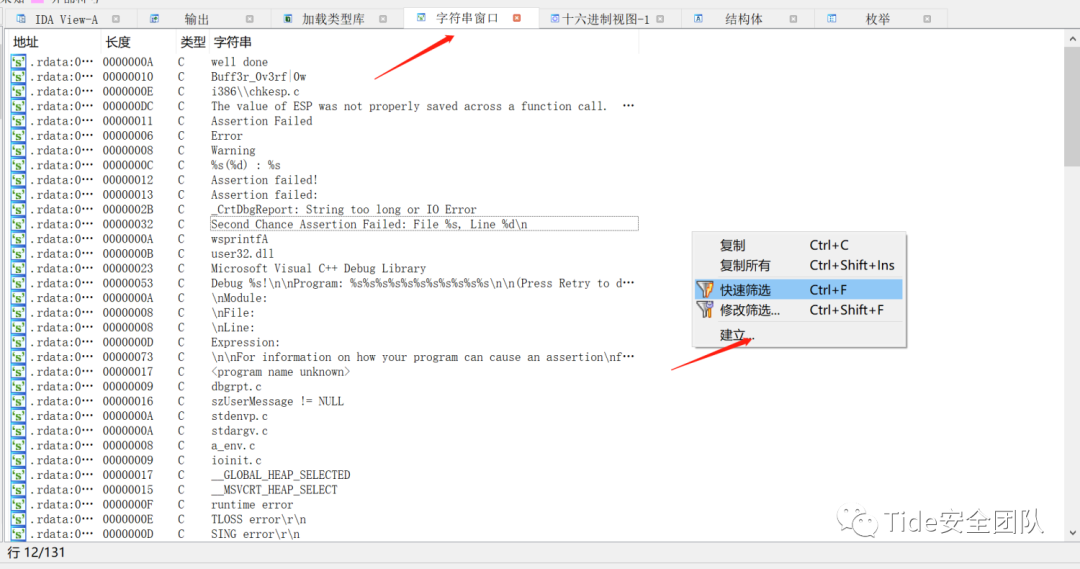 IDA View-A 输出 加载类型库 字符串窗口 十六进制视图-1 结构体 枚举
地址 长度 类型 字符串
.rdata:0… 0000000A C well done
.rdata:0… 00000010 C Buff3r_0v3rf|0w
.rdata:0… 0000000E C i386\\chkesp.c
.rdata:0… 000000DC C The value of ESP was not properly saved across a function call. …
.rdata:0… 00000011 C Assertion Failed
.rdata:0… 00000006 C Error
.rdata:0… 00000008 C Warning
.rdata:0… 0000000C C %s(%d) : %s
.rdata:0… 00000012 C Assertion failed!
.rdata:0… 00000013 C Assertion failed:
.rdata:0… 0000002B C _CrtDbgReport: String too long or IO Error
.rdata:0… 00000032 C Second Chance Assertion Failed: File %s, Line %d\n
.rdata:0… 0000000A C wsprintfA
.rdata:0… 0000000B C user32.dll
.rdata:0… 00000023 C Microsoft Visual C++ Debug Library
.rdata:0… 00000053 C Debug %s!\n\nProgram: %s%s%s%s%s%s%s%s%s%s%s\n\n(Press Retry to d…
.rdata:0… 0000000A C \nModule:
.rdata:0… 00000008 C \nFile:
.rdata:0… 00000008 C \nLine:
.rdata:0… 0000000D C Expression:
.rdata:0… 00000073 C \n\nFor information on how your program can cause an assertion\nf…
.rdata:0… 00000017 C <program name unknown>
.rdata:0… 00000009 C dbgrpt.c
.rdata:0… 00000016 C szUserMessage != NULL
.rdata:0… 0000000A C stdenvp.c
.rdata:0… 0000000A C stdargv.c
.rdata:0… 00000008 C a_env.c
.rdata:0… 00000009 C ioinit.c
.rdata:0… 00000017 C __GLOBAL_HEAP_SELECTED
.rdata:0… 00000015 C __MSVCRT_HEAP_SELECT
.rdata:0… 0000000F C runtime error
.rdata:0… 0000000E C TLOSS error\r\n
.rdata:0… 0000000D C SING error\r\n
复制 Ctrl+C
复制所有 Ctrl+Shift+Ins
快速筛选 Ctrl+F
修改筛选... Ctrl+Shift+F
建立...
Tide安全团队
行 12/131